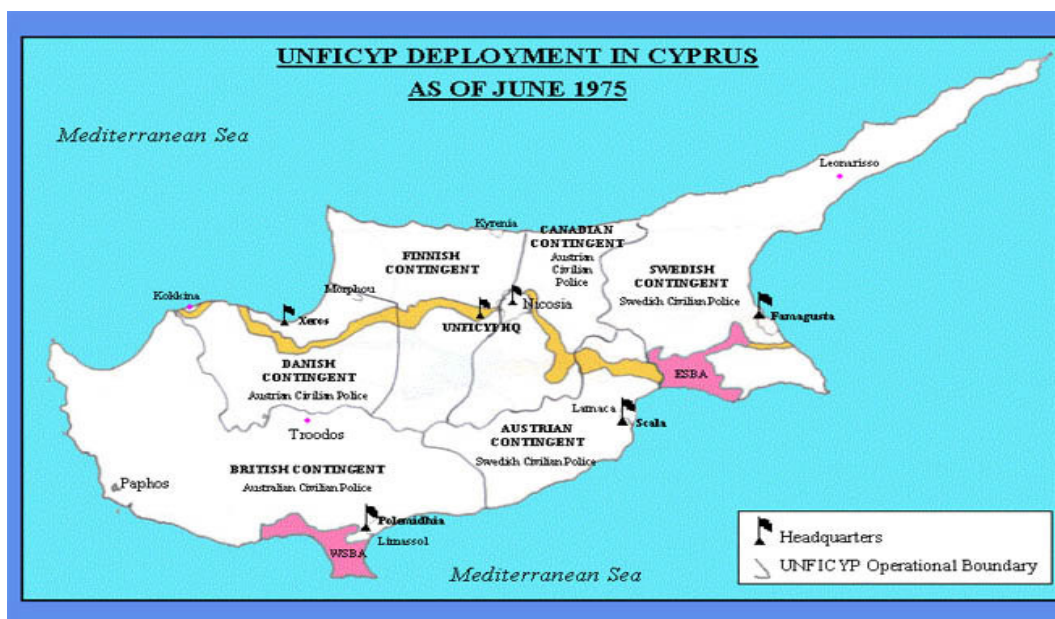 UNFICYP DEPLOYMENT IN CYPRUS
AS OF JUNE 1975
Mediterranean Sea
Leonarisso
Kyrenia
CANADIAN
CONTINGENT
Austrian
Civilian
Police
FINNISH
CONTINGENT
SWEDISH
CONTINGENT
Swedish Civilian Police
Kokkina
Morphou
Nicosia
Xeros
UNFICYP HQ
Famagusta
DANISH
CONTINGENT
Austrian Civilian Police
ESBA
Larnaca
Scala
Troodos
AUSTRIAN
CONTINGENT
Swedish Civilian Police
BRITISH CONTINGENT
Australian Civilian Police
Paphos
Polemidhia
Limassol
WSBA
Mediterranean Sea
Headquarters
UNFICYP Operational Boundary